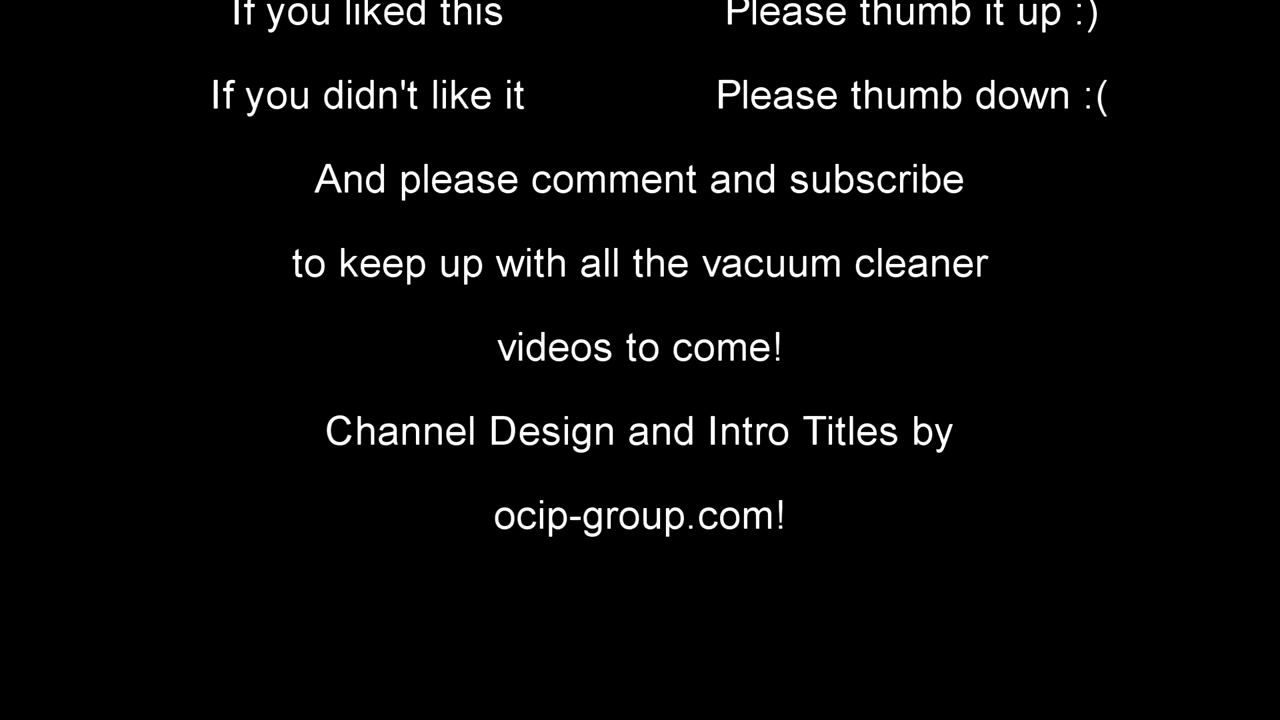 If you liked this Please thumb it up :)
If you didn't like it Please thumb down :(
And please comment and subscribe
to keep up with all the vacuum cleaner
videos to come!
Channel Design and Intro Titles by
ocip-group.com!